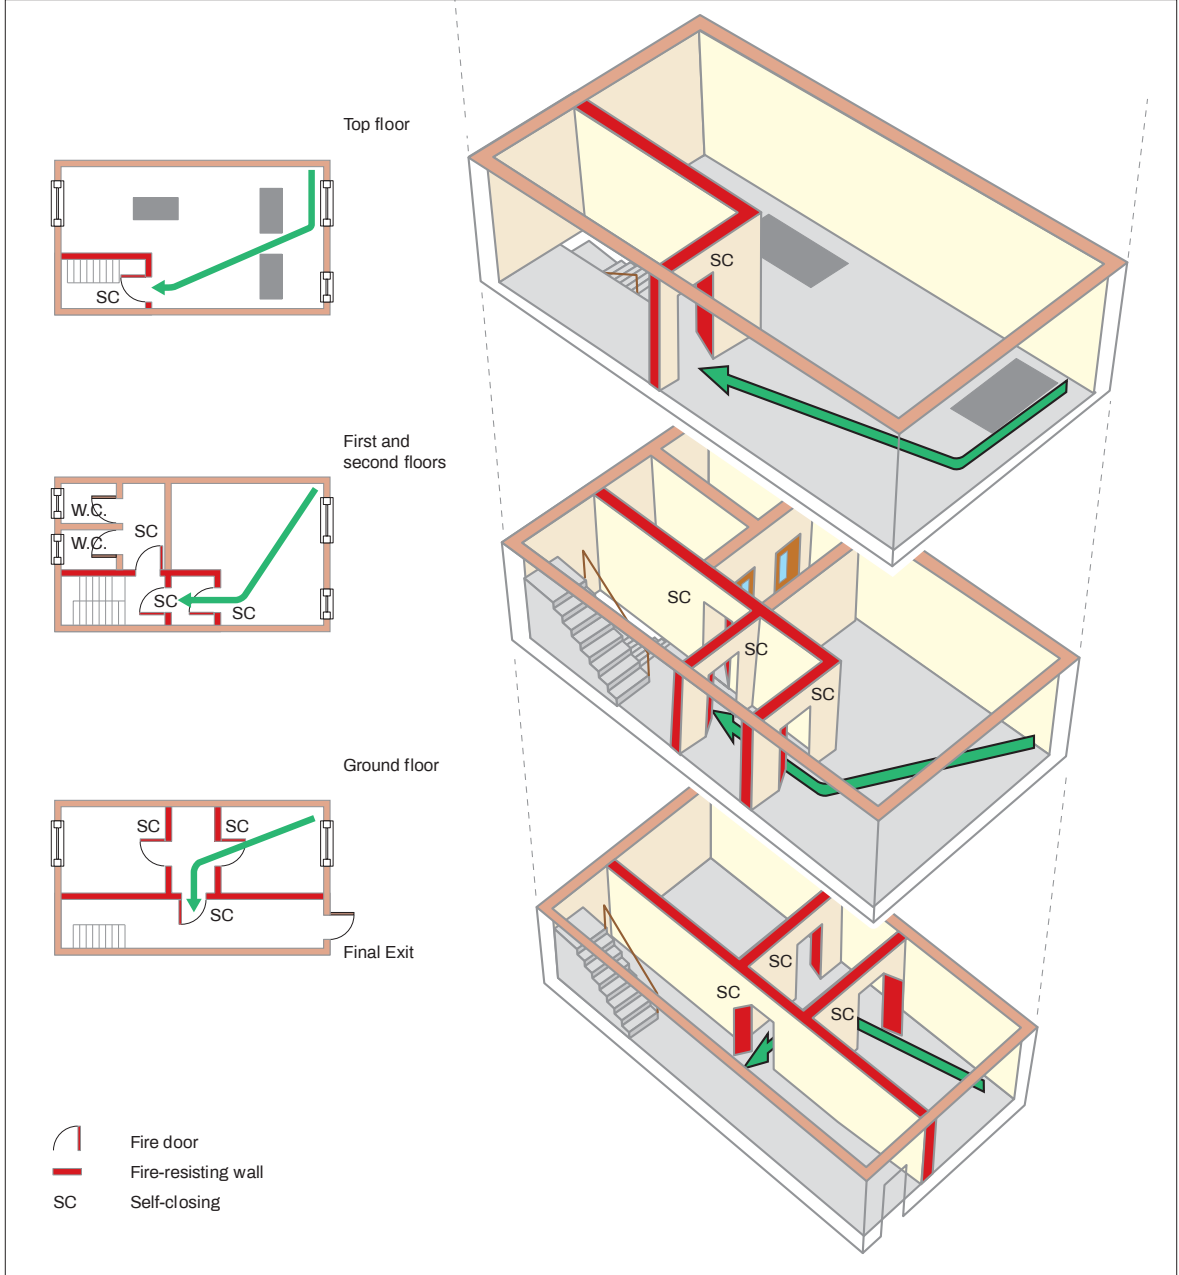 Top floor
SC
SC
First and
second floors
W.C.
W.C.
SC
SC
SC
SC
SC
SC
Ground floor
SC
SC
SC
Final Exit
SC
SC
SC
Fire door
Fire-resisting wall
SC
Self-closing